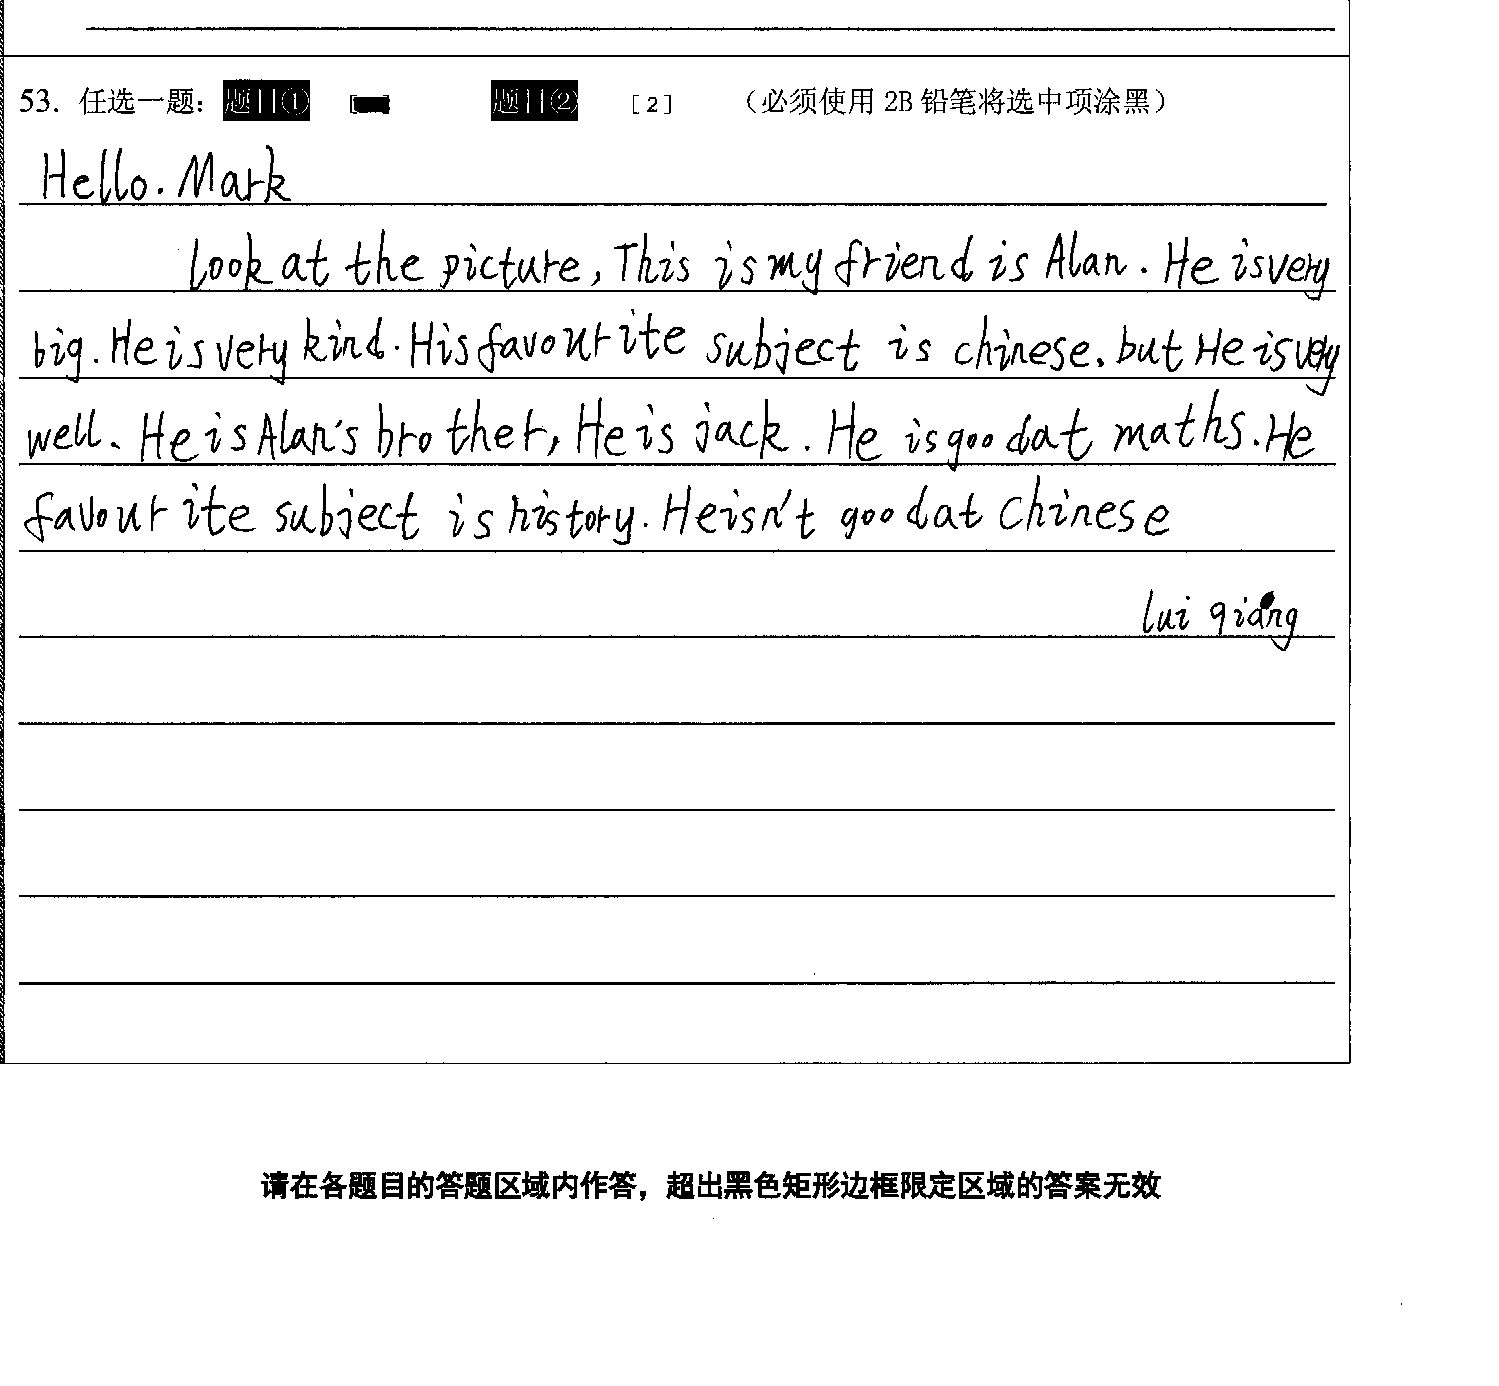 53. 任选一题： 题目① 题目② [2] （必须使用 2B 铅笔将选中项涂黑）
Hello. Mark
look at the picture, This is my friend is Alan. He is very
big. He is very kind. His favourite subject is chinese. but He is very
well. He is Alan's brother, He is jack. He is good at maths. He
favourite subject is history. He isn't good at Chinese
lui qiang
请在各题目的答题区域内作答，超出黑色矩形边框限定区域的答案无效